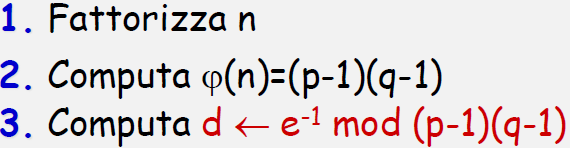 1. Fattorizza n
2. Computa φ(n)=(p-1)(q-1)
3. Computa d ← e⁻¹ mod (p-1)(q-1)